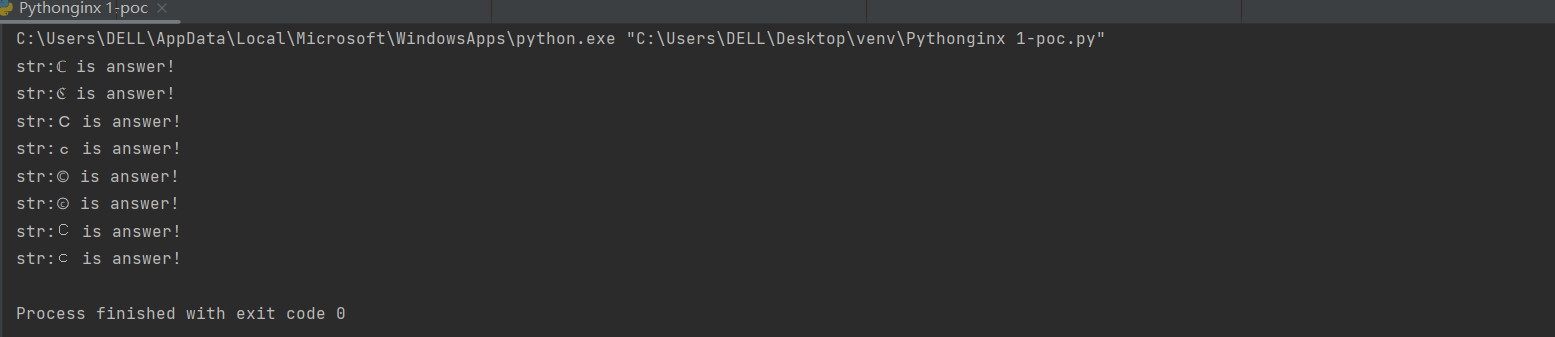 Pythonginx 1-poc
C:\Users\DELL\AppData\Local\Microsoft\WindowsApps\python.exe "C:\Users\DELL\Desktop\venv\Pythonginx 1-poc.py"
str:ℂ is answer!
str:ℭ is answer!
str:Ⅽ is answer!
str:ⅽ is answer!
str:Ⓒ is answer!
str:ⓒ is answer!
str:C is answer!
str:c is answer!
Process finished with exit code 0